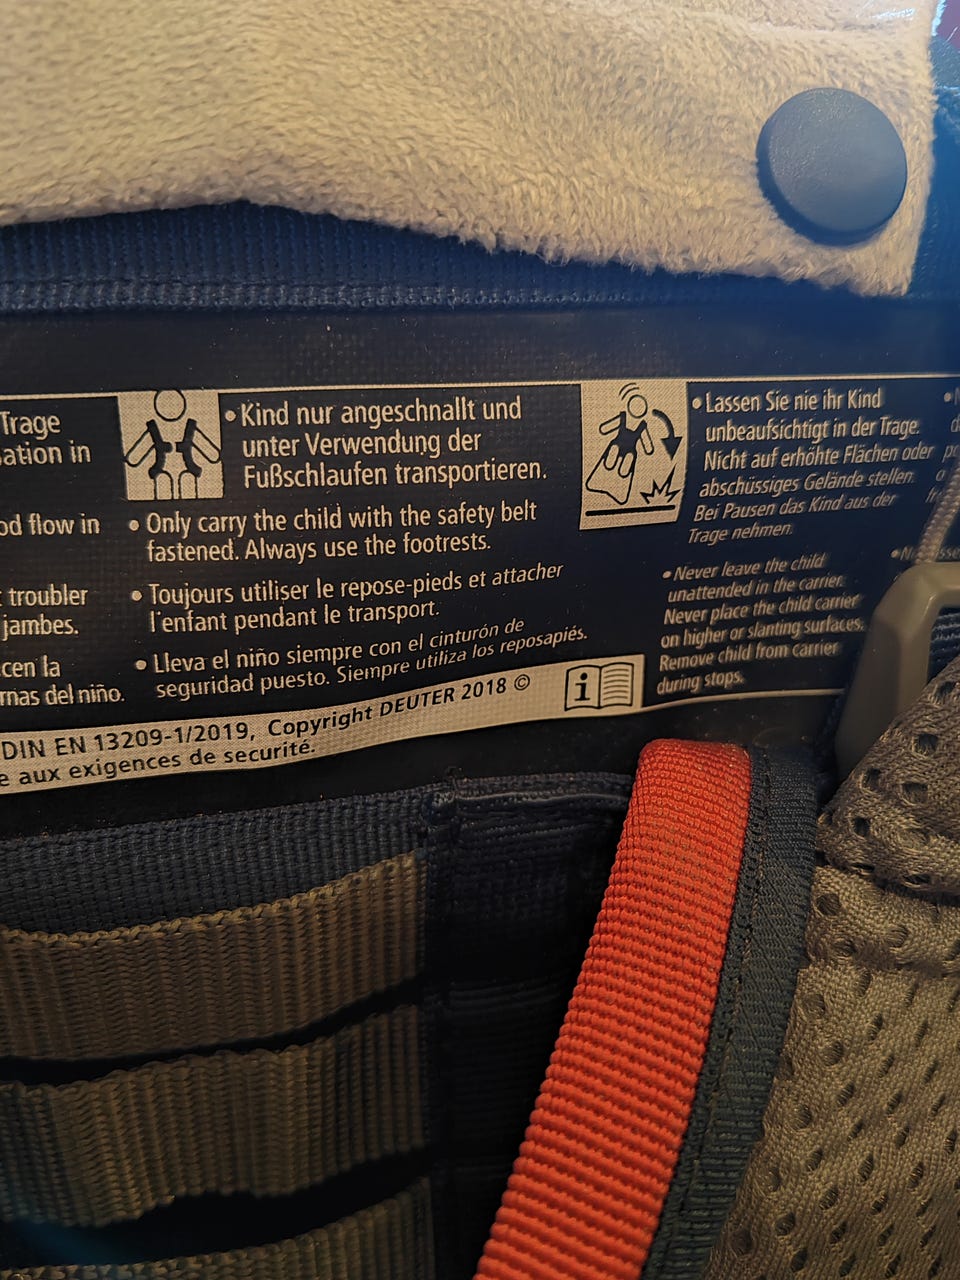 Trage
sation in
od flow in
troubler
jambes.
cen la
rnas del niño.
• Kind nur angeschnallt und
unter Verwendung der
Fußschlaufen transportieren.
• Only carry the child with the safety belt
fastened. Always use the footrests.
• Toujours utiliser le repose-pieds et attacher
l'enfant pendant le transport.
• Lleva el niño siempre con el cinturón de
seguridad puesto. Siempre utiliza los reposapiés.
• Lassen Sie nie ihr Kind
unbeaufsichtigt in der Trage.
Nicht auf erhöhte Flächen oder
abschüssiges Gelände stellen.
Bei Pausen das Kind aus der
Trage nehmen.
• Never leave the child
unattended in the carrier.
Never place the child carrier
on higher or slanting surfaces.
Remove child from carrier
during stops.
DIN EN 13209-1/2019, Copyright DEUTER 2018 ©
e aux exigences de securité.
i